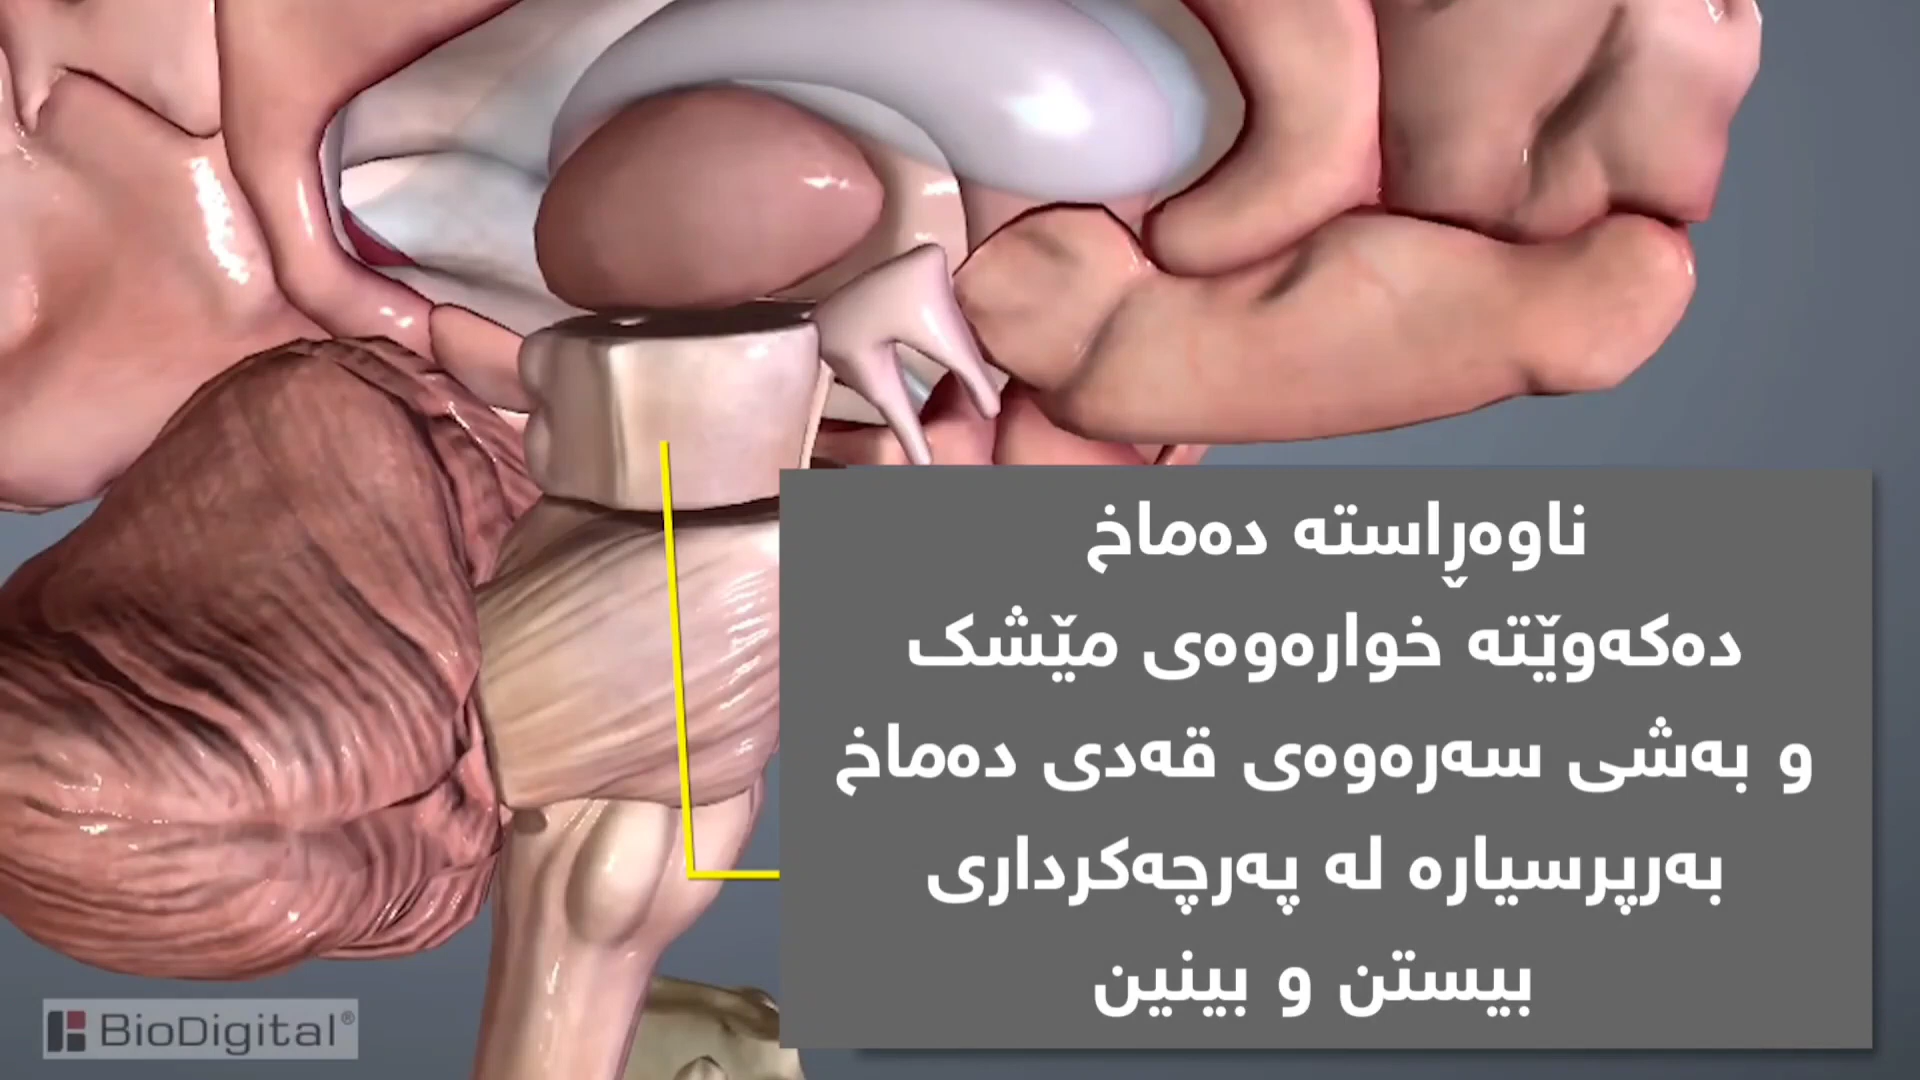 ناوەڕاستە دەماخ
دەکەوێتە خوارەوەی مێشک
و بەشی سەرەوەی قەدی دەماخ
بەرپرسیارە لە پەرچەکرداری
بیستن و بینین
BioDigital®